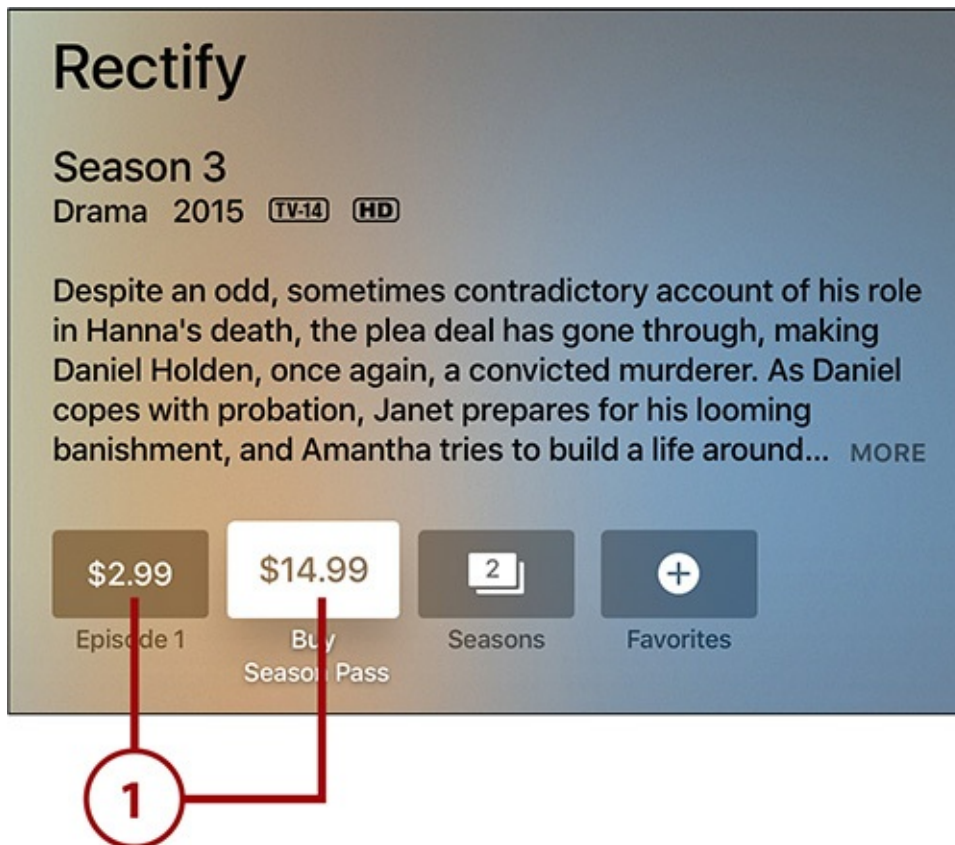 Rectify
Season 3
Drama 2015 TV-14 HD
Despite an odd, sometimes contradictory account of his role
in Hanna's death, the plea deal has gone through, making
Daniel Holden, once again, a convicted murderer. As Daniel
copes with probation, Janet prepares for his looming
banishment, and Amantha tries to build a life around... MORE
$2.99 $14.99 2
Episode 1 Buy Seasons Favorites
Season Pass
1